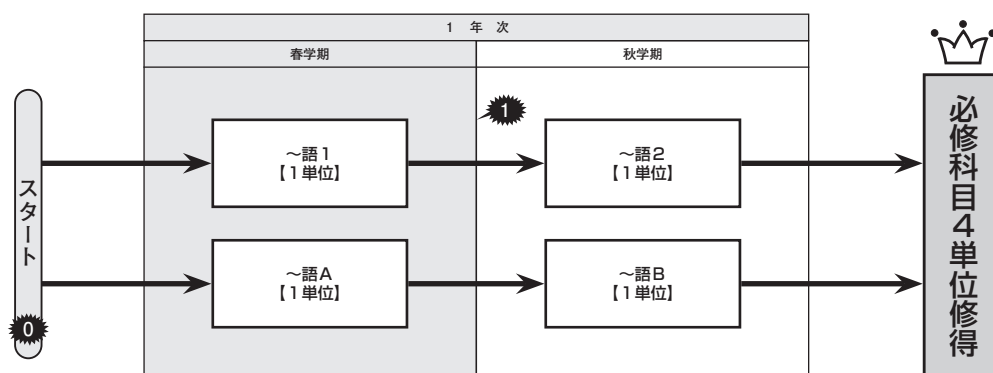 1 年 次
春学期
秋学期
1
～語1
【1単位】
～語2
【1単位】
スタート
～語A
【1単位】
～語B
【1単位】
0
必修科目4単位修得